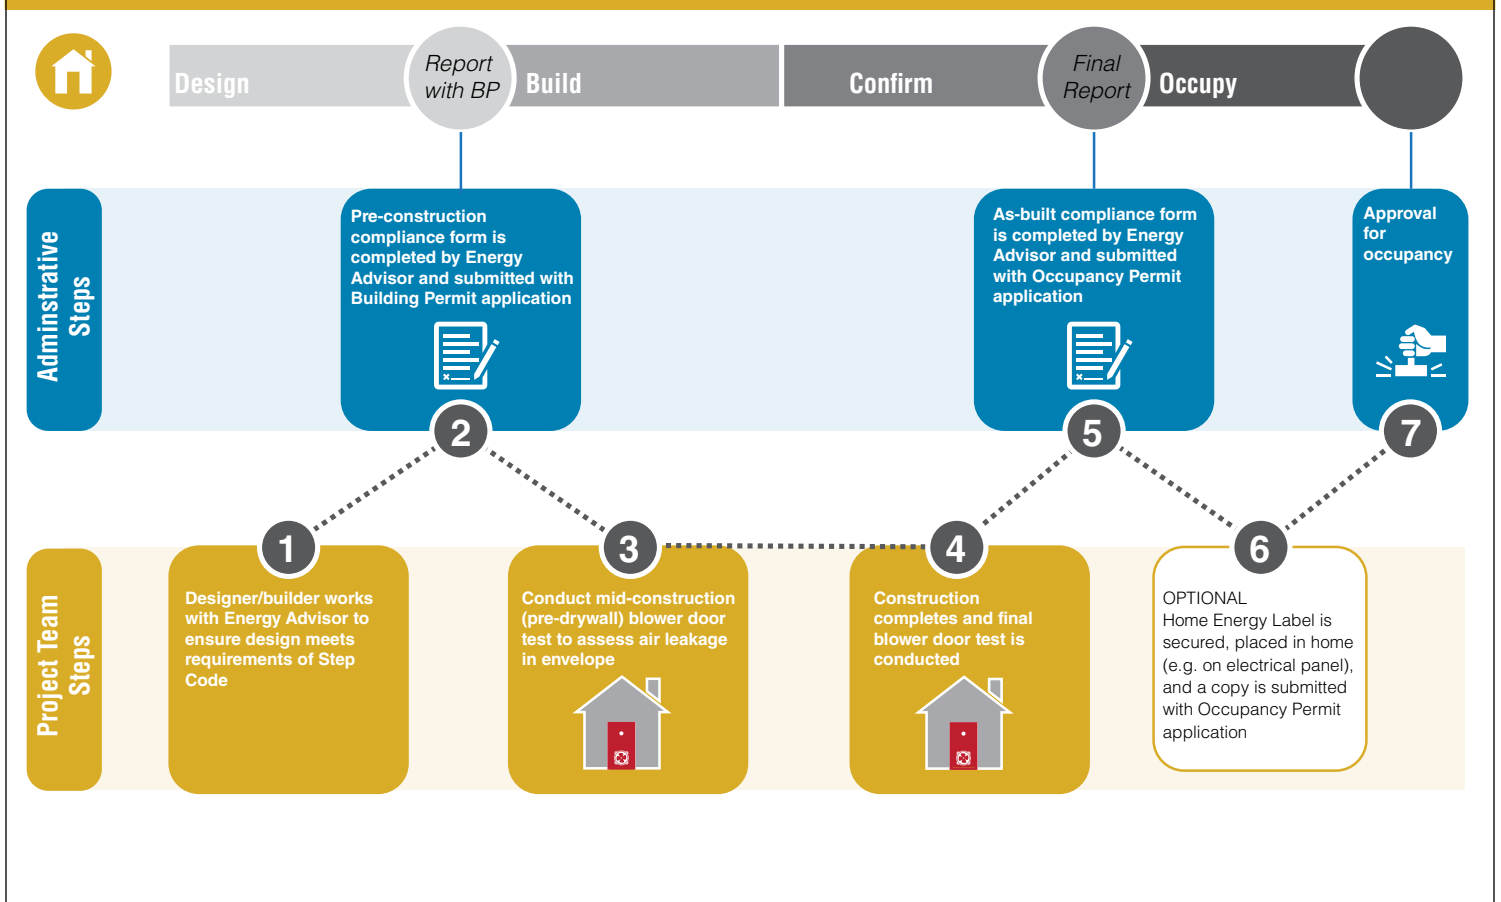 Design
Report
with BP
Build
Confirm
Final
Report
Occupy
Adminstrative
Steps
Pre-construction
compliance form is
completed by Energy
Advisor and submitted with
Building Permit application
2
As-built compliance form
is completed by Energy
Advisor and submitted
with Occupancy Permit
application
5
Approval
for
occupancy
7
Project Team
Steps
1
Designer/builder works
with Energy Advisor to
ensure design meets
requirements of Step
Code
3
Conduct mid-construction
(pre-drywall) blower door
test to assess air leakage
in envelope
4
Construction
completes and final
blower door test is
conducted
6
OPTIONAL
Home Energy Label is
secured, placed in home
(e.g. on electrical panel),
and a copy is submitted
with Occupancy Permit
application